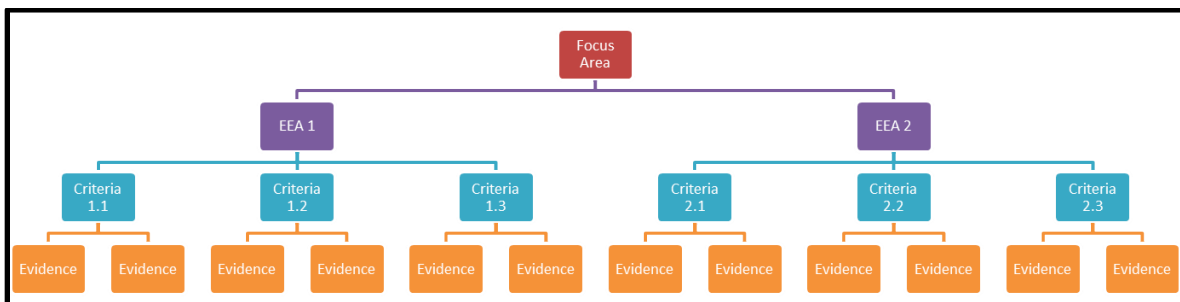 Focus
Area
EEA 1
EEA 2
Criteria
1.1
Criteria
1.2
Criteria
1.3
Criteria
2.1
Criteria
2.2
Criteria
2.3
Evidence
Evidence
Evidence
Evidence
Evidence
Evidence
Evidence
Evidence
Evidence
Evidence
Evidence
Evidence